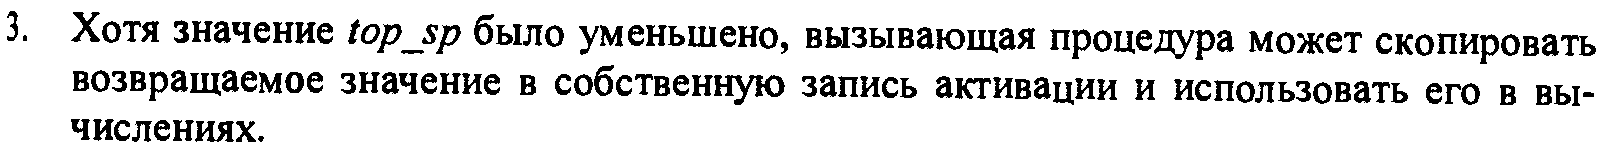 3. Хотя значение top_sp было уменьшено, вызывающая процедура может скопировать
возвращаемое значение в собственную запись активации и использовать его в вы-
числениях.